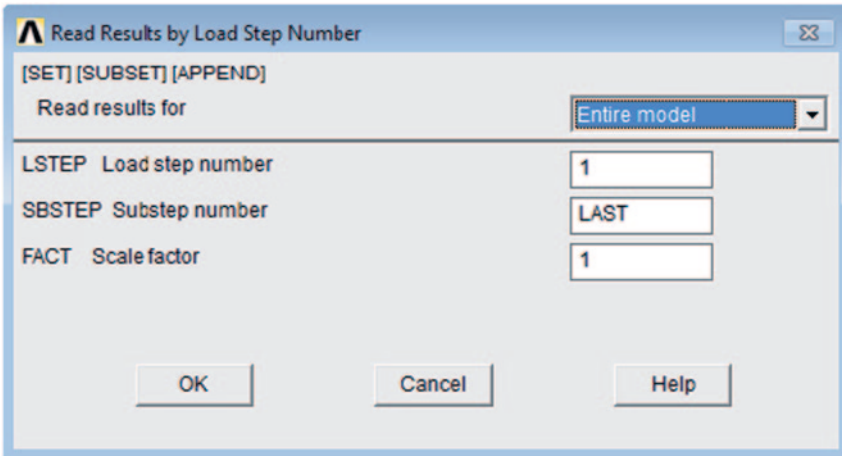 Read Results by Load Step Number
[SET] [SUBSET] [APPEND]
Read results for Entire model
LSTEP Load step number 1
SBSTEP Substep number LAST
FACT Scale factor 1
OK Cancel Help